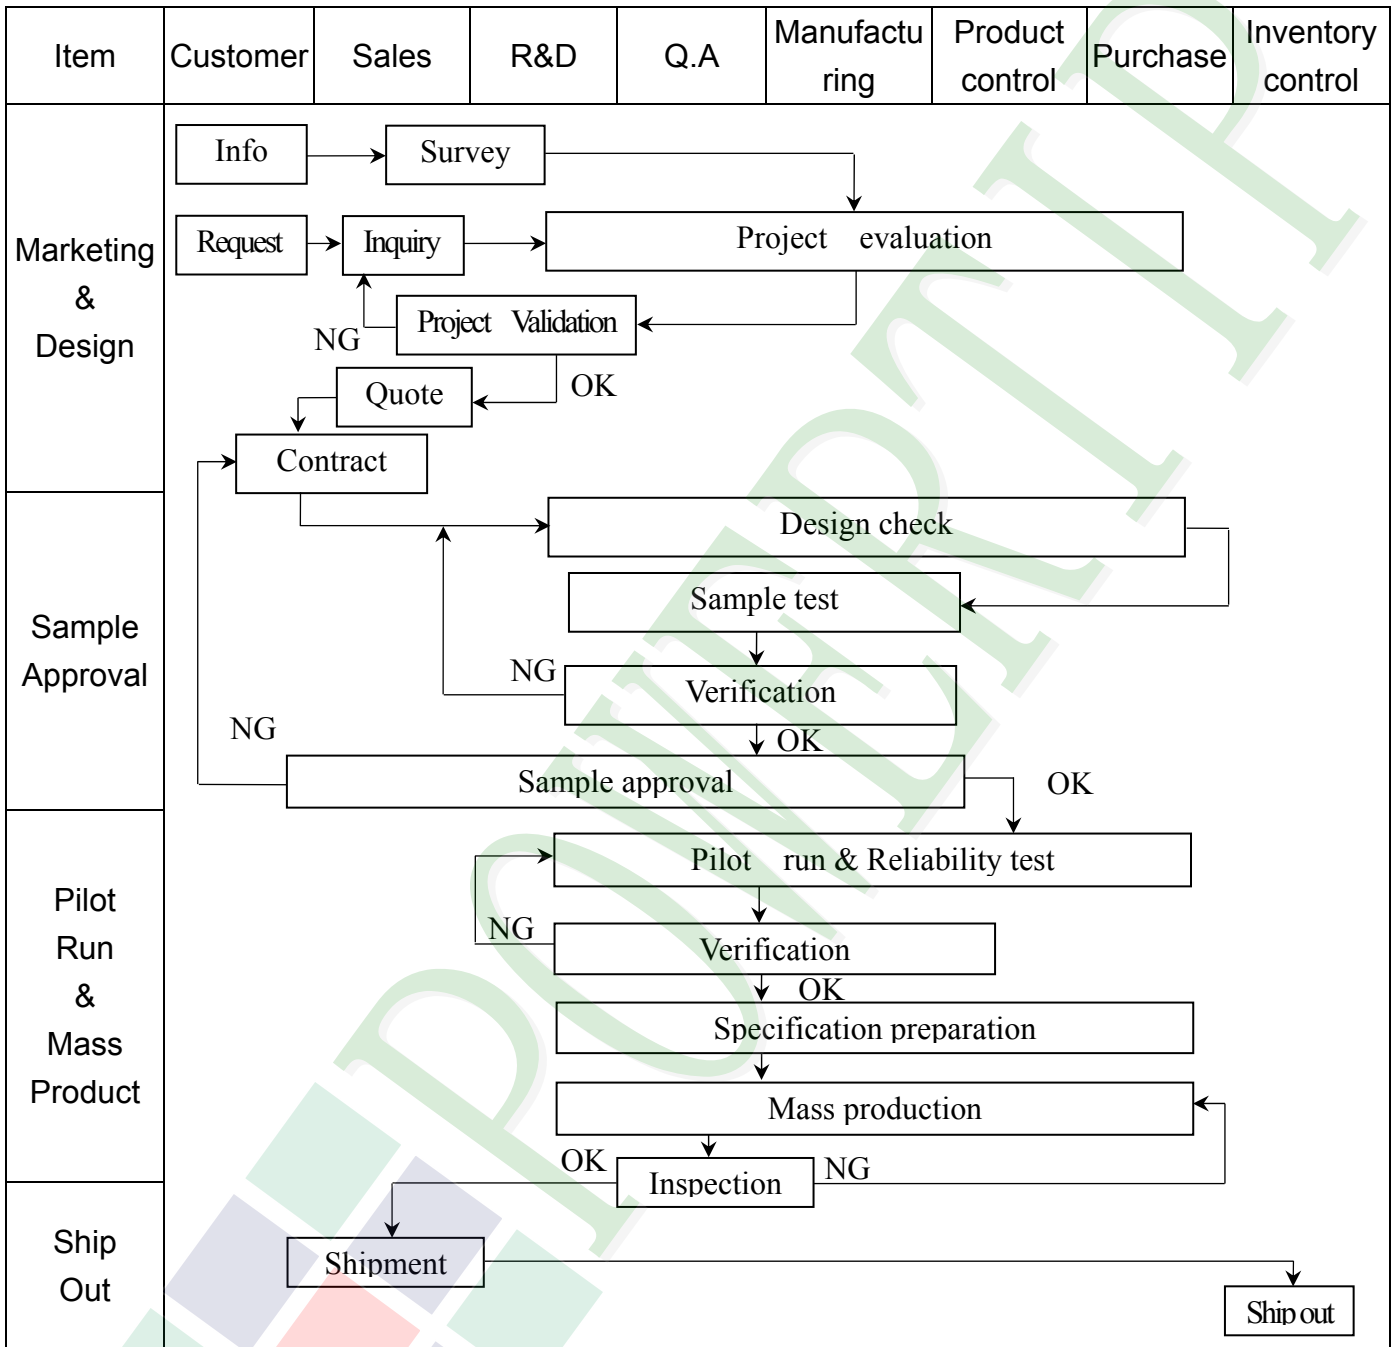 Item
Customer
Sales
R&D
Q.A
Manufactu
ring
Product
control
Purchase
Inventory
control
Marketing
&
Design
Info
Survey
Request
Inquiry
Project evaluation
Project Validation
NG
OK
Quote
Contract
Sample
Approval
Design check
Sample test
NG
Verification
NG
OK
Sample approval
OK
Pilot
Run
&
Mass
Product
Pilot run & Reliability test
NG
Verification
OK
Specification preparation
Mass production
OK
Inspection
NG
Ship
Out
Shipment
Ship out
POWERTIP